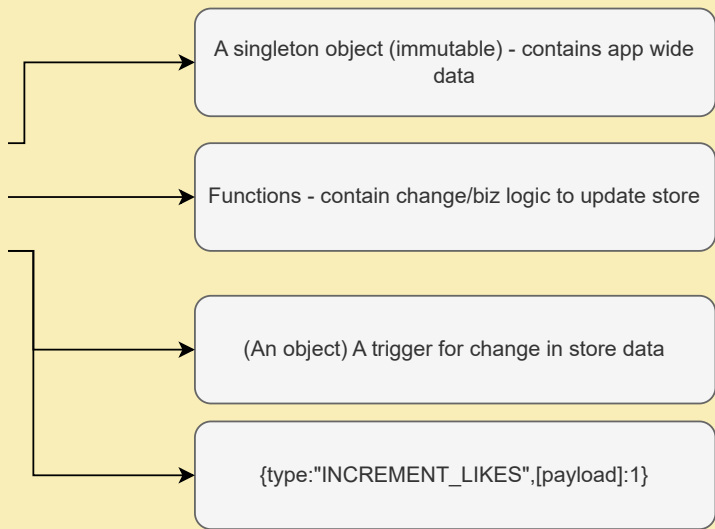 A singleton object (immutable) - contains app wide
data
Functions - contain change/biz logic to update store
(An object) A trigger for change in store data
{type:"INCREMENT_LIKES",[payload]:1}